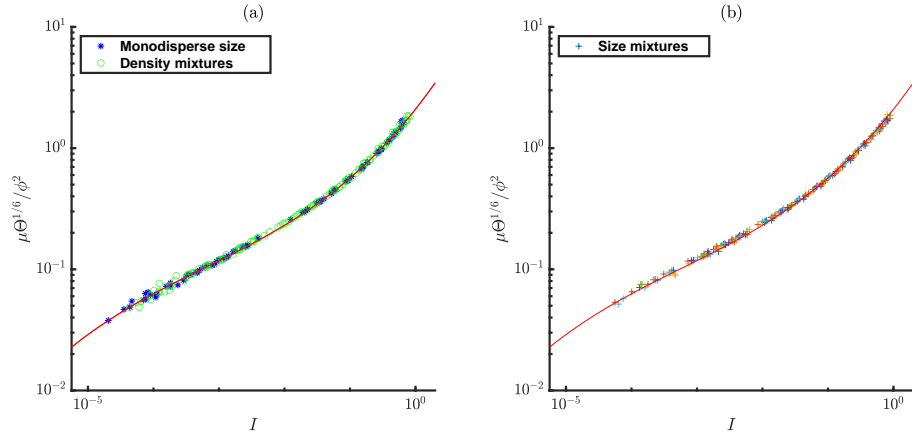 (a)
Monodisperse size
Density mixtures
10^1
10^0
10^{-1}
10^{-2}
μΘ^{1/6}/ϕ^2
10^{-5}
10^0
I
(b)
Size mixtures
10^1
10^0
10^{-1}
10^{-2}
μΘ^{1/6}/ϕ^2
10^{-5}
10^0
I